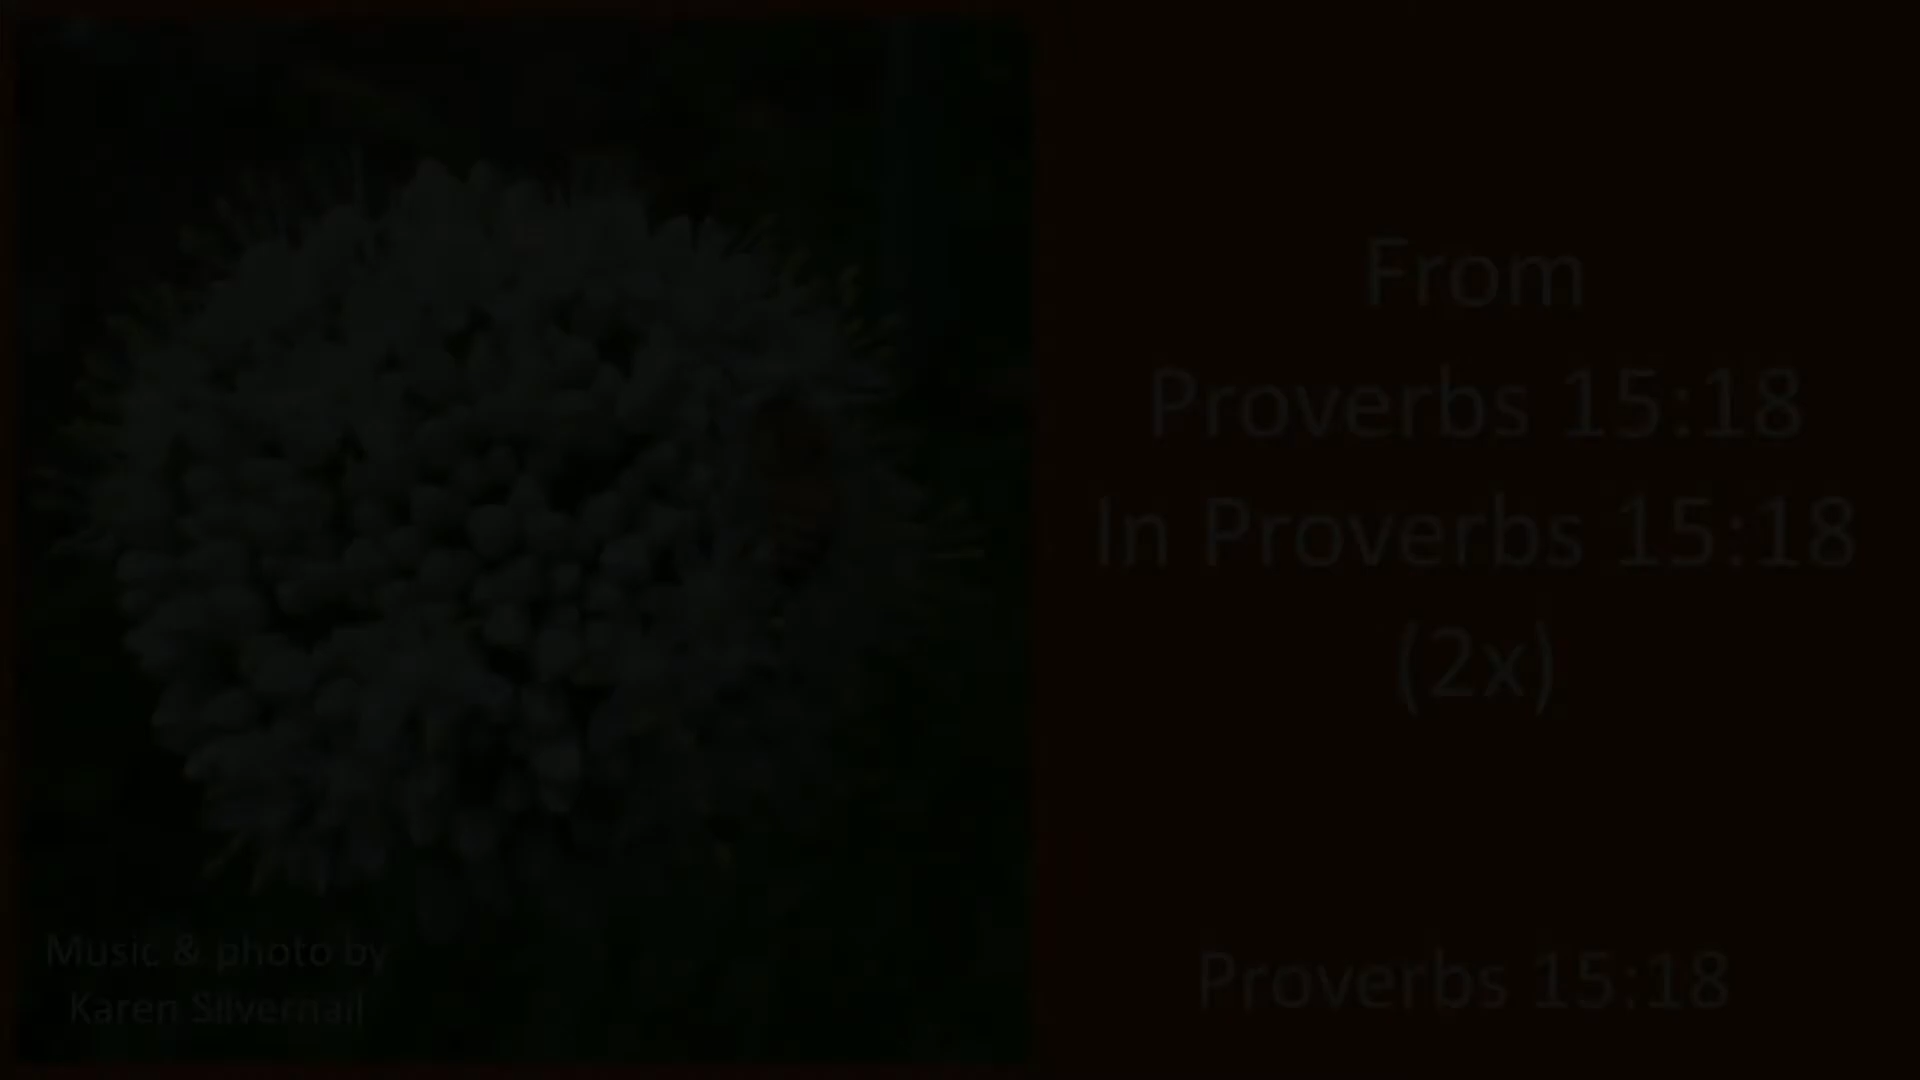 From
Proverbs 15:18
In Proverbs 15:18
(2x)
Music & photo by
Karen Silvernail
Proverbs 15:18